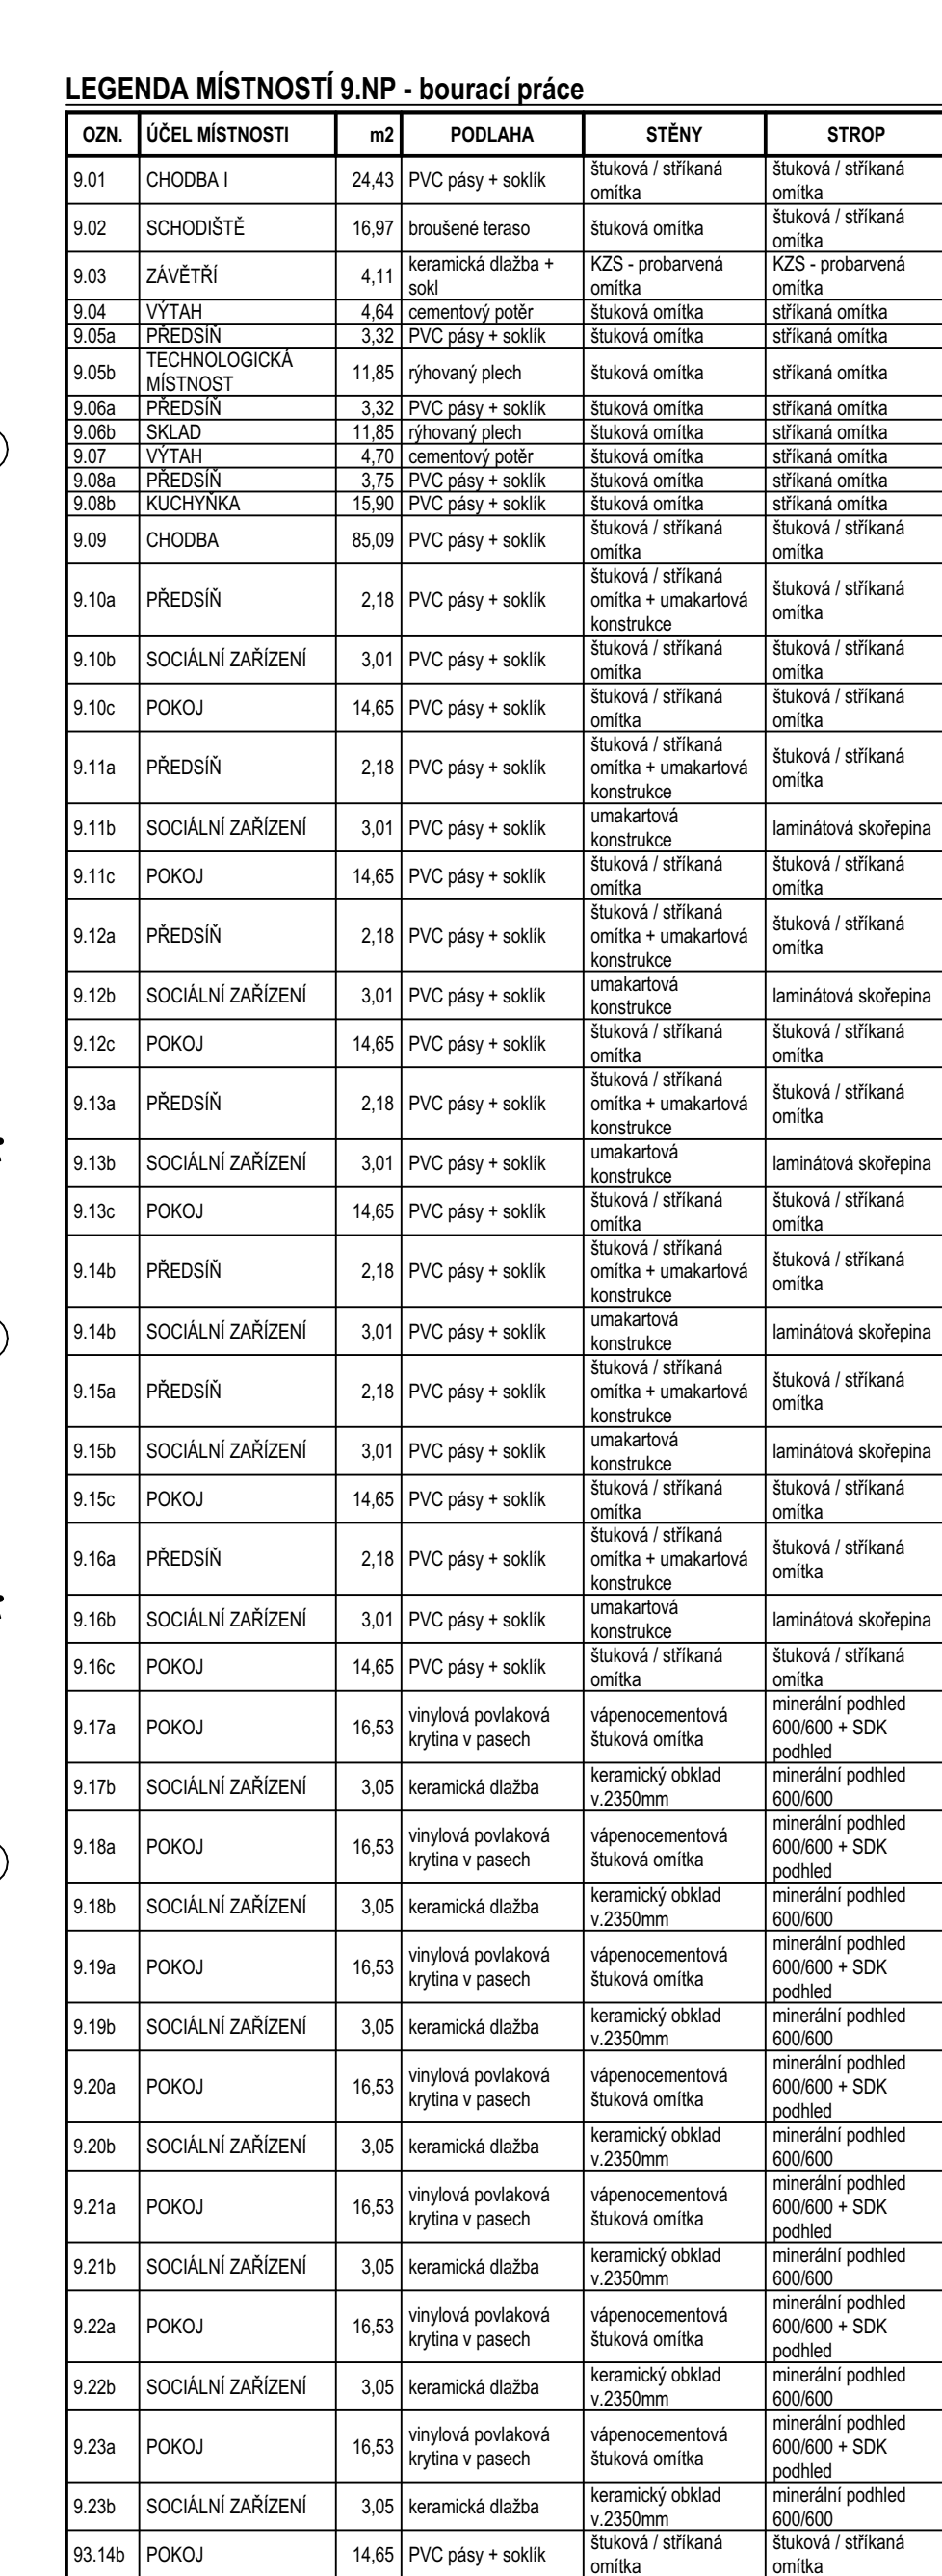 LEGENDA MÍSTNOSTÍ 9.NP - bourací práce
OZN. ÚČEL MÍSTNOSTI m2 PODLAHA STĚNY STROP
9.01 CHODBA I 24,43 PVC pásy + soklík štuková / stříkaná omítka štuková / stříkaná omítka
9.02 SCHODIŠTĚ 16,97 broušené teraso štuková omítka štuková / stříkaná omítka
9.03 ZÁVĚTŘÍ 4,11 keramická dlažba + sokl KZS - probarvená omítka KZS - probarvená omítka
9.04 VÝTAH 4,64 cementový potěr štuková omítka stříkaná omítka
9.05a PŘEDSÍŇ 3,32 PVC pásy + soklík štuková omítka stříkaná omítka
9.05b TECHNOLOGICKÁ MÍSTNOST 11,85 rýhovaný plech štuková omítka stříkaná omítka
9.06a PŘEDSÍŇ 3,32 PVC pásy + soklík štuková omítka stříkaná omítka
9.06b SKLAD 11,85 rýhovaný plech štuková omítka stříkaná omítka
9.07 VÝTAH 4,70 cementový potěr štuková omítka stříkaná omítka
9.08a PŘEDSÍŇ 3,75 PVC pásy + soklík štuková omítka stříkaná omítka
9.08b KUCHYŇKA 15,90 PVC pásy + soklík štuková omítka stříkaná omítka
9.09 CHODBA 85,09 PVC pásy + soklík štuková / stříkaná omítka štuková / stříkaná omítka
9.10a PŘEDSÍŇ 2,18 PVC pásy + soklík štuková / stříkaná omítka + umakartová konstrukce štuková / stříkaná omítka
9.10b SOCIÁLNÍ ZAŘÍZENÍ 3,01 PVC pásy + soklík štuková / stříkaná omítka štuková / stříkaná omítka
9.10c POKOJ 14,65 PVC pásy + soklík štuková / stříkaná omítka štuková / stříkaná omítka
9.11a PŘEDSÍŇ 2,18 PVC pásy + soklík štuková / stříkaná omítka + umakartová konstrukce štuková / stříkaná omítka
9.11b SOCIÁLNÍ ZAŘÍZENÍ 3,01 PVC pásy + soklík umakartová konstrukce laminátová skořepina
9.11c POKOJ 14,65 PVC pásy + soklík štuková / stříkaná omítka štuková / stříkaná omítka
9.12a PŘEDSÍŇ 2,18 PVC pásy + soklík štuková / stříkaná omítka + umakartová konstrukce štuková / stříkaná omítka
9.12b SOCIÁLNÍ ZAŘÍZENÍ 3,01 PVC pásy + soklík umakartová konstrukce laminátová skořepina
9.12c POKOJ 14,65 PVC pásy + soklík štuková / stříkaná omítka štuková / stříkaná omítka
9.13a PŘEDSÍŇ 2,18 PVC pásy + soklík štuková / stříkaná omítka + umakartová konstrukce štuková / stříkaná omítka
9.13b SOCIÁLNÍ ZAŘÍZENÍ 3,01 PVC pásy + soklík umakartová konstrukce laminátová skořepina
9.13c POKOJ 14,65 PVC pásy + soklík štuková / stříkaná omítka štuková / stříkaná omítka
9.14b PŘEDSÍŇ 2,18 PVC pásy + soklík štuková / stříkaná omítka + umakartová konstrukce štuková / stříkaná omítka
9.14b SOCIÁLNÍ ZAŘÍZENÍ 3,01 PVC pásy + soklík umakartová konstrukce laminátová skořepina
9.15a PŘEDSÍŇ 2,18 PVC pásy + soklík štuková / stříkaná omítka + umakartová konstrukce štuková / stříkaná omítka
9.15b SOCIÁLNÍ ZAŘÍZENÍ 3,01 PVC pásy + soklík umakartová konstrukce laminátová skořepina
9.15c POKOJ 14,65 PVC pásy + soklík štuková / stříkaná omítka štuková / stříkaná omítka
9.16a PŘEDSÍŇ 2,18 PVC pásy + soklík štuková / stříkaná omítka + umakartová konstrukce štuková / stříkaná omítka
9.16b SOCIÁLNÍ ZAŘÍZENÍ 3,01 PVC pásy + soklík umakartová konstrukce laminátová skořepina
9.16c POKOJ 14,65 PVC pásy + soklík štuková / stříkaná omítka štuková / stříkaná omítka
9.17a POKOJ 16,53 vinylová povlaková krytina v pasech vápenocementová štuková omítka minerální podhled 600/600 + SDK podhled
9.17b SOCIÁLNÍ ZAŘÍZENÍ 3,05 keramická dlažba keramický obklad v.2350mm minerální podhled 600/600
9.18a POKOJ 16,53 vinylová povlaková krytina v pasech vápenocementová štuková omítka minerální podhled 600/600 + SDK podhled
9.18b SOCIÁLNÍ ZAŘÍZENÍ 3,05 keramická dlažba keramický obklad v.2350mm minerální podhled 600/600
9.19a POKOJ 16,53 vinylová povlaková krytina v pasech vápenocementová štuková omítka minerální podhled 600/600 + SDK podhled
9.19b SOCIÁLNÍ ZAŘÍZENÍ 3,05 keramická dlažba keramický obklad v.2350mm minerální podhled 600/600
9.20a POKOJ 16,53 vinylová povlaková krytina v pasech vápenocementová štuková omítka minerální podhled 600/600 + SDK podhled
9.20b SOCIÁLNÍ ZAŘÍZENÍ 3,05 keramická dlažba keramický obklad v.2350mm minerální podhled 600/600
9.21a POKOJ 16,53 vinylová povlaková krytina v pasech vápenocementová štuková omítka minerální podhled 600/600 + SDK podhled
9.21b SOCIÁLNÍ ZAŘÍZENÍ 3,05 keramická dlažba keramický obklad v.2350mm minerální podhled 600/600
9.22a POKOJ 16,53 vinylová povlaková krytina v pasech vápenocementová štuková omítka minerální podhled 600/600 + SDK podhled
9.22b SOCIÁLNÍ ZAŘÍZENÍ 3,05 keramická dlažba keramický obklad v.2350mm minerální podhled 600/600
9.23a POKOJ 16,53 vinylová povlaková krytina v pasech vápenocementová štuková omítka minerální podhled 600/600 + SDK podhled
9.23b SOCIÁLNÍ ZAŘÍZENÍ 3,05 keramická dlažba keramický obklad v.2350mm minerální podhled 600/600
93.14b POKOJ 14,65 PVC pásy + soklík štuková / stříkaná omítka štuková / stříkaná omítka